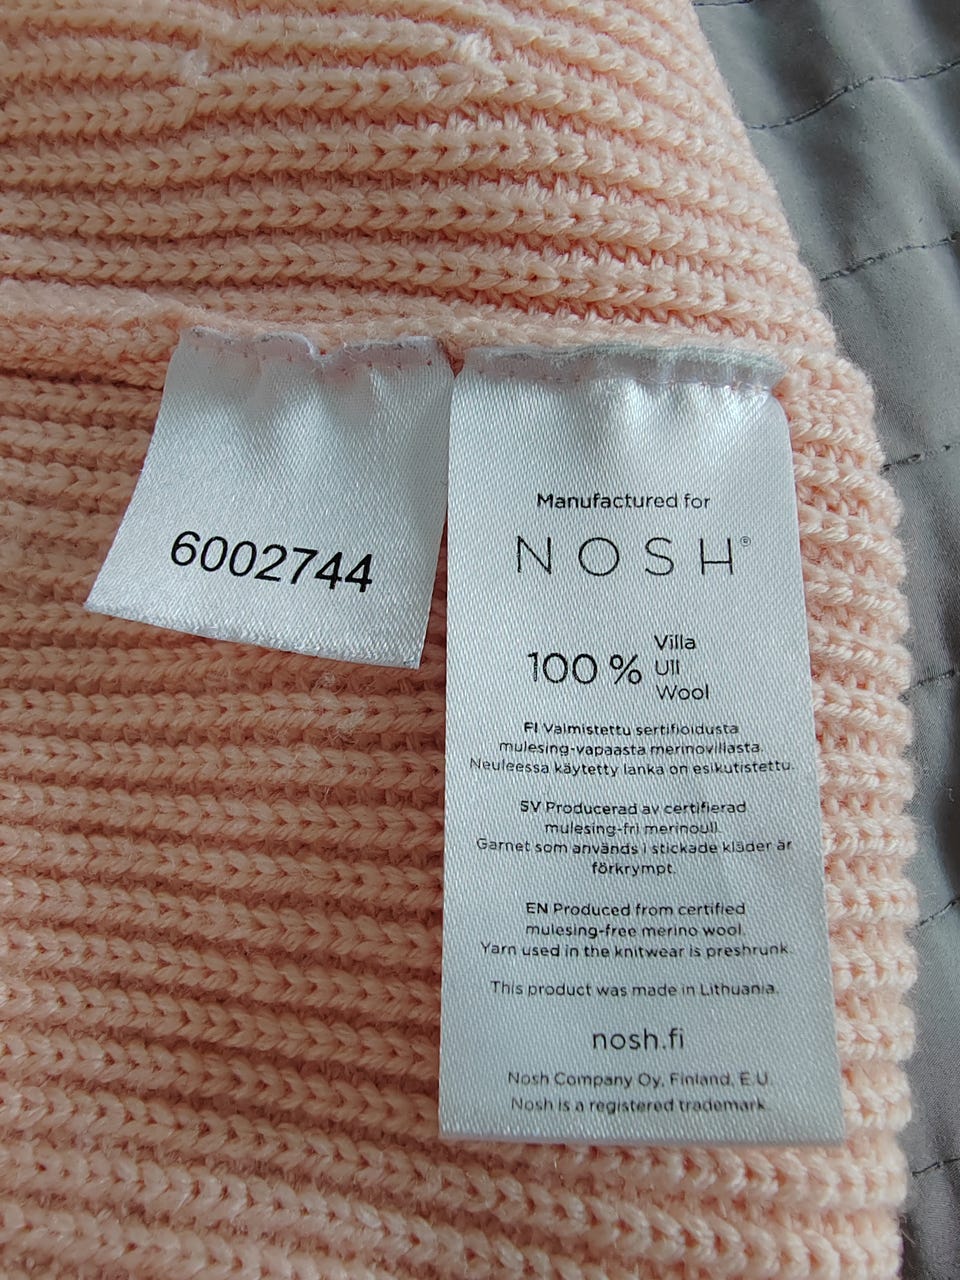 6002744
Manufactured for
NOSH®
100 %
Villa
Ull
Wool
FI Valmistettu sertifioidusta
mulesing-vapaasta merinovillasta.
Neuleessa käytetty lanka on esikutistettu.
SV Producerad av certifierad
mulesing-fri merinoull.
Garnet som används i stickade kläder är
förkrympt.
EN Produced from certified
mulesing-free merino wool.
Yarn used in the knitwear is preshrunk.
This product was made in Lithuania.
nosh.fi
Nosh Company Oy, Finland, E.U.
Nosh is a registered trademark.